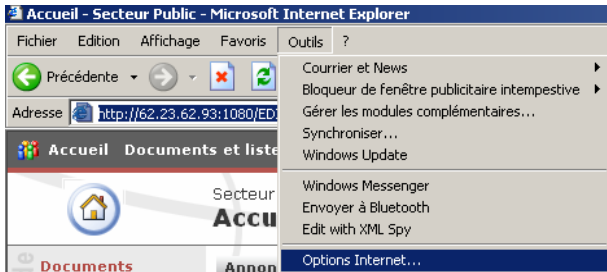 Accueil - Secteur Public - Microsoft Internet Explorer
Fichier Edition Affichage Favoris Outils ?
Précédente
Courrier et News
Bloqueur de fenêtre publicitaire intempestive
Adresse http://62.23.62.93:1080/ED
Gérer les modules complémentaires...
Synchroniser...
Windows Update
Accueil Documents et liste
Windows Messenger
Envoyer à Bluetooth
Edit with XML Spy
Secteur
Accu
Options Internet...
Documents
Annon